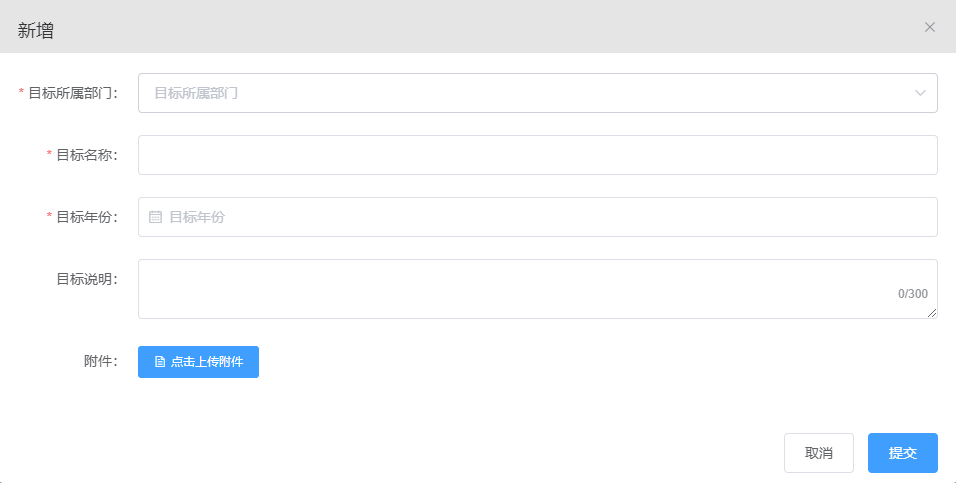 新增
* 目标所属部门： 目标所属部门
* 目标名称：
* 目标年份： 目标年份
目标说明：
0/300
附件： 点击上传附件
取消 提交